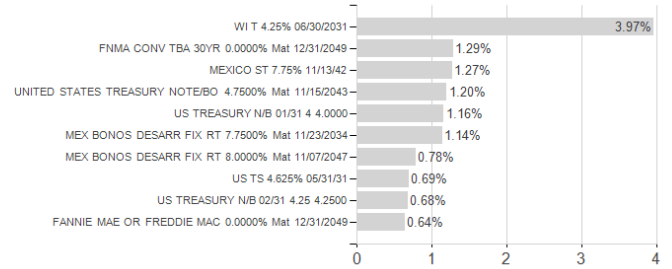 WI T 4.25% 06/30/2031 3.97%
FNMA CONV TBA 30YR 0.0000% Mat 12/31/2049 1.29%
MEXICO ST 7.75% 11/13/42 1.27%
UNITED STATES TREASURY NOTE/BO 4.7500% Mat 11/15/2043 1.20%
US TREASURY N/B 01/31 4 4.0000 1.16%
MEX BONOS DESARR FIX RT 7.7500% Mat 11/23/2034 1.14%
MEX BONOS DESARR FIX RT 8.0000% Mat 11/07/2047 0.78%
US TS 4.625% 05/31/31 0.69%
US TREASURY N/B 02/31 4.25 4.2500 0.68%
FANNIE MAE OR FREDDIE MAC 0.0000% Mat 12/31/2049 0.64%
0 1 2 3 4